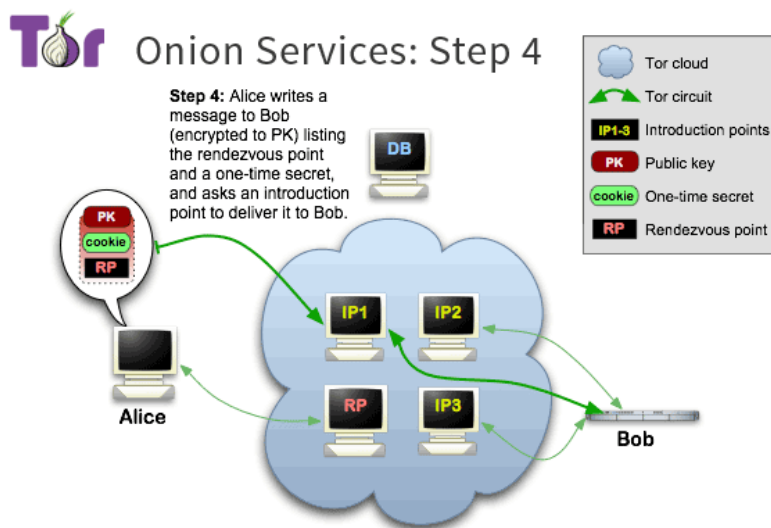 Tor
Onion Services: Step 4
Step 4: Alice writes a
message to Bob
(encrypted to PK) listing
the rendezvous point
and a one-time secret,
and asks an introduction
point to deliver it to Bob.
DB
Tor cloud
Tor circuit
IP1-3 Introduction points
PK Public key
cookie One-time secret
RP Rendezvous point
PK
cookie
RP
IP1
IP2
RP
IP3
Alice
Bob